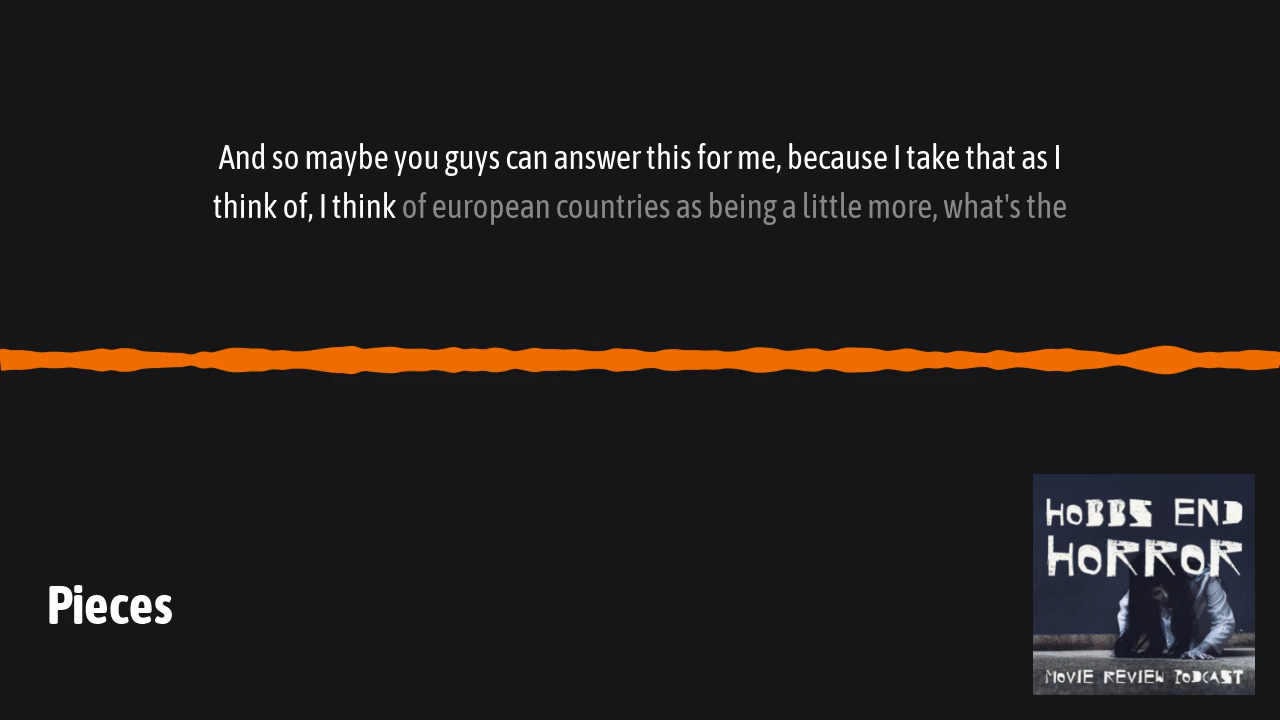 And so maybe you guys can answer this for me, because I take that as I
think of, I think of european countries as being a little more, what's the
HOBBS END
HORROR
MOVIE REVIEW PODCAST
Pieces